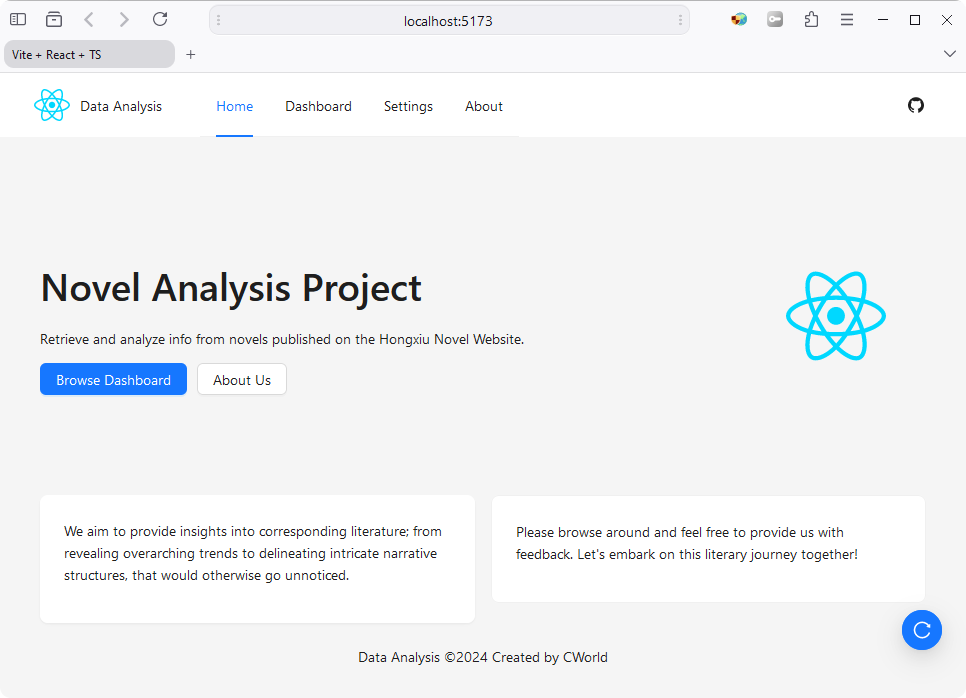 localhost:5173
Vite + React + TS
Data Analysis
Home
Dashboard
Settings
About
Novel Analysis Project
Retrieve and analyze info from novels published on the Hongxiu Novel Website.
Browse Dashboard
About Us
We aim to provide insights into corresponding literature; from
revealing overarching trends to delineating intricate narrative
structures, that would otherwise go unnoticed.
Please browse around and feel free to provide us with
feedback. Let's embark on this literary journey together!
Data Analysis ©2024 Created by CWorld